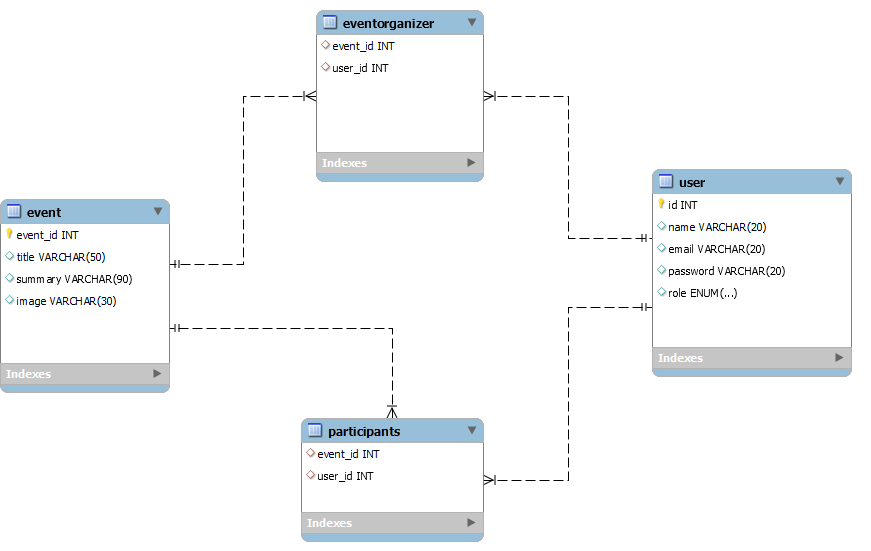 eventorganizer
event_id INT
user_id INT
Indexes
event
event_id INT
title VARCHAR(50)
summary VARCHAR(90)
image VARCHAR(30)
Indexes
user
id INT
name VARCHAR(20)
email VARCHAR(20)
password VARCHAR(20)
role ENUM(...)
Indexes
participants
event_id INT
user_id INT
Indexes